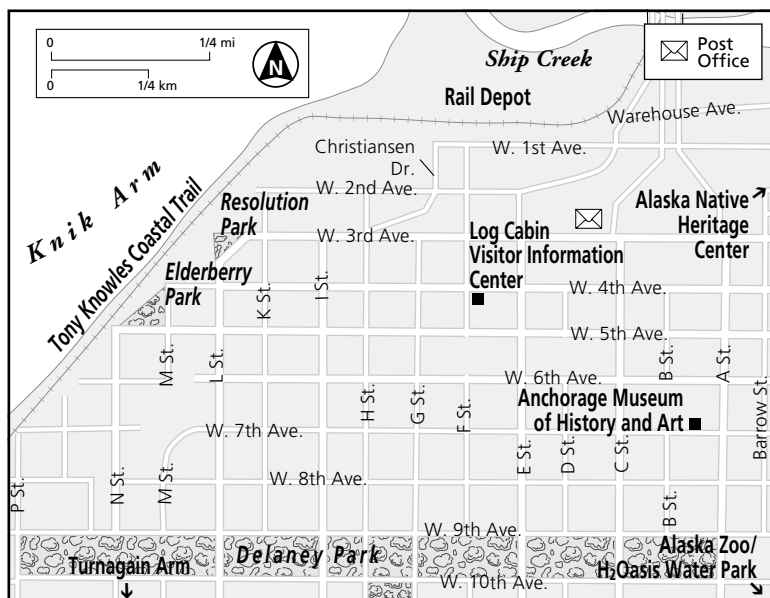 0 1/4 mi
0 1/4 km
N
Post
Office
Ship Creek
Rail Depot
Warehouse Ave.
Christiansen
Dr.
W. 1st Ave.
W. 2nd Ave.
Knik Arm
Tony Knowles Coastal Trail
Resolution
Park
Alaska Native
Heritage
Center
W. 3rd Ave.
Log Cabin
Visitor Information
Center
Elderberry
Park
W. 4th Ave.
K St.
I St.
W. 5th Ave.
M St.
L St.
B St.
A St.
W. 6th Ave.
H St.
G St.
F St.
Anchorage Museum
of History and Art
Barrow St.
W. 7th Ave.
E St.
D St.
C St.
W. 8th Ave.
P St.
N St.
M St.
B St.
W. 9th Ave.
Delaney Park
Alaska Zoo/
H₂Oasis Water Park
Turnagain Arm
W. 10th Ave.